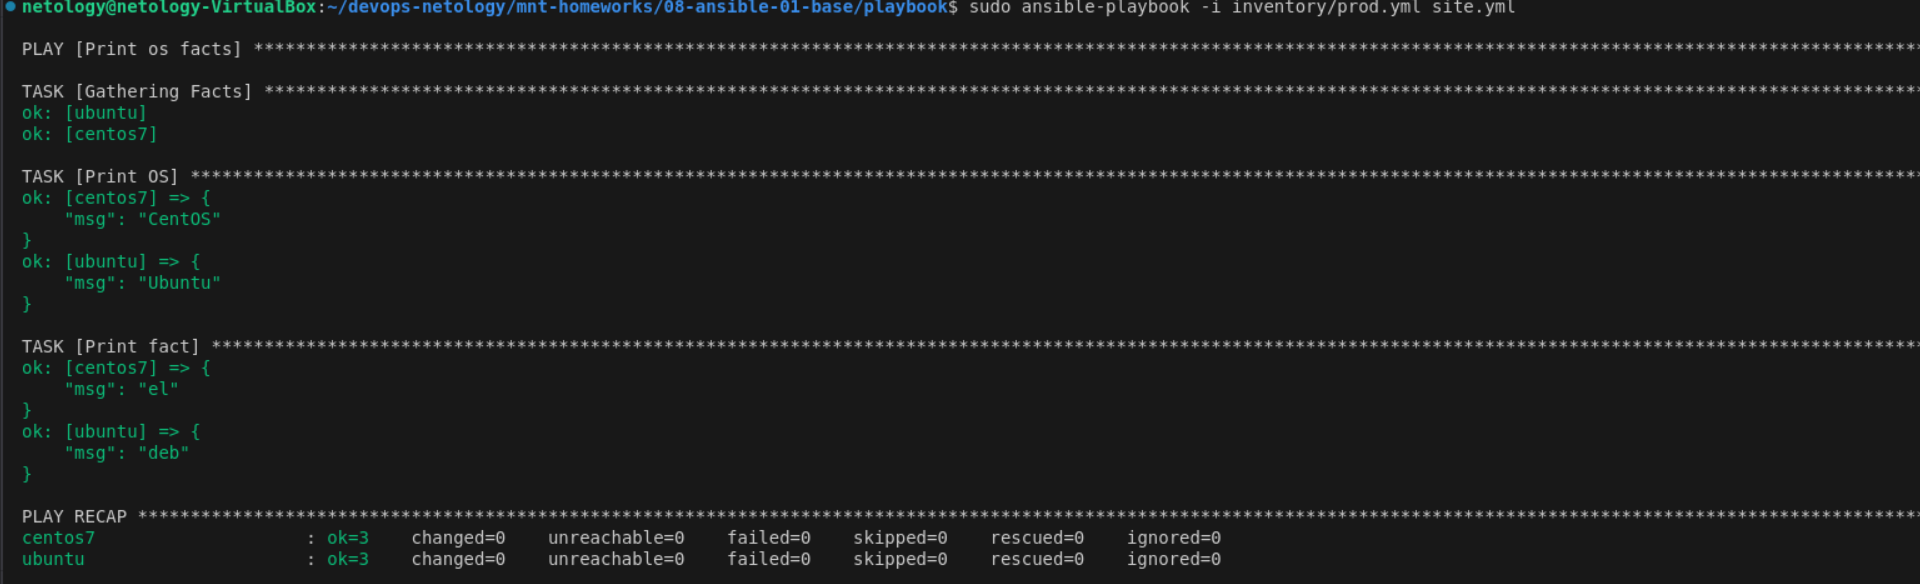 netology@netology-VirtualBox:~/devops-netology/mnt-homeworks/08-ansible-01-base/playbook$ sudo ansible-playbook -i inventory/prod.yml site.yml
PLAY [Print os facts] ****************************************************************************************************************************************************************
TASK [Gathering Facts] ***************************************************************************************************************************************************************
ok: [ubuntu]
ok: [centos7]
TASK [Print OS] **********************************************************************************************************************************************************************
ok: [centos7] => {
    "msg": "CentOS"
}
ok: [ubuntu] => {
    "msg": "Ubuntu"
}
TASK [Print fact] ********************************************************************************************************************************************************************
ok: [centos7] => {
    "msg": "el"
}
ok: [ubuntu] => {
    "msg": "deb"
}
PLAY RECAP ***************************************************************************************************************************************************************************
centos7                    : ok=3    changed=0    unreachable=0    failed=0    skipped=0    rescued=0    ignored=0
ubuntu                     : ok=3    changed=0    unreachable=0    failed=0    skipped=0    rescued=0    ignored=0